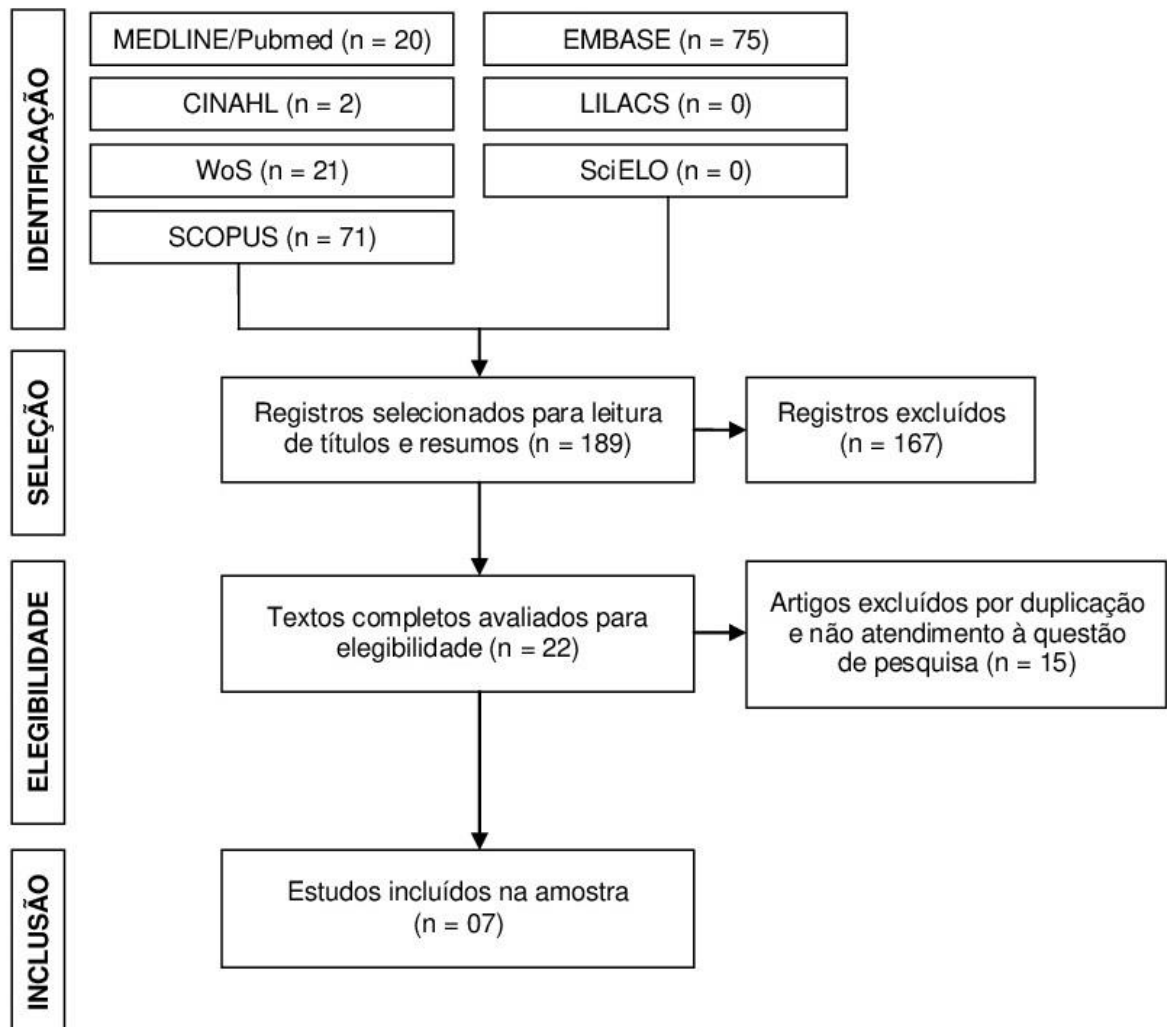 IDENTIFICAÇÃO
MEDLINE/Pubmed (n = 20)
EMBASE (n = 75)
CINAHL (n = 2)
LILACS (n = 0)
WoS (n = 21)
SciELO (n = 0)
SCOPUS (n = 71)
SELEÇÃO
Registros selecionados para leitura
de títulos e resumos (n = 189)
Registros excluídos
(n = 167)
ELEGIBILIDADE
Textos completos avaliados para
elegibilidade (n = 22)
Artigos excluídos por duplicação
e não atendimento à questão
de pesquisa (n = 15)
INCLUSÃO
Estudos incluídos na amostra
(n = 07)